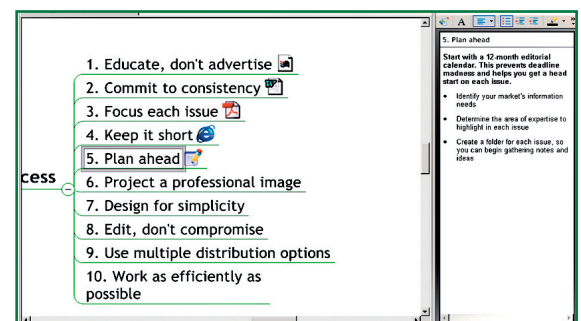 A
5. Plan ahead
1. Educate, don't advertise
2. Commit to consistency
3. Focus each issue
4. Keep it short
5. Plan ahead
cess
6. Project a professional image
7. Design for simplicity
8. Edit, don't compromise
9. Use multiple distribution options
10. Work as efficiently as
possible
Start with a 12-month editorial
calendar. This prevents deadline
madness and helps you get a head
start on each issue.
• Identify your market's information
needs
• Determine the area of expertise to
highlight in each issue
• Create a folder for each issue, so
you can begin gathering notes and
ideas